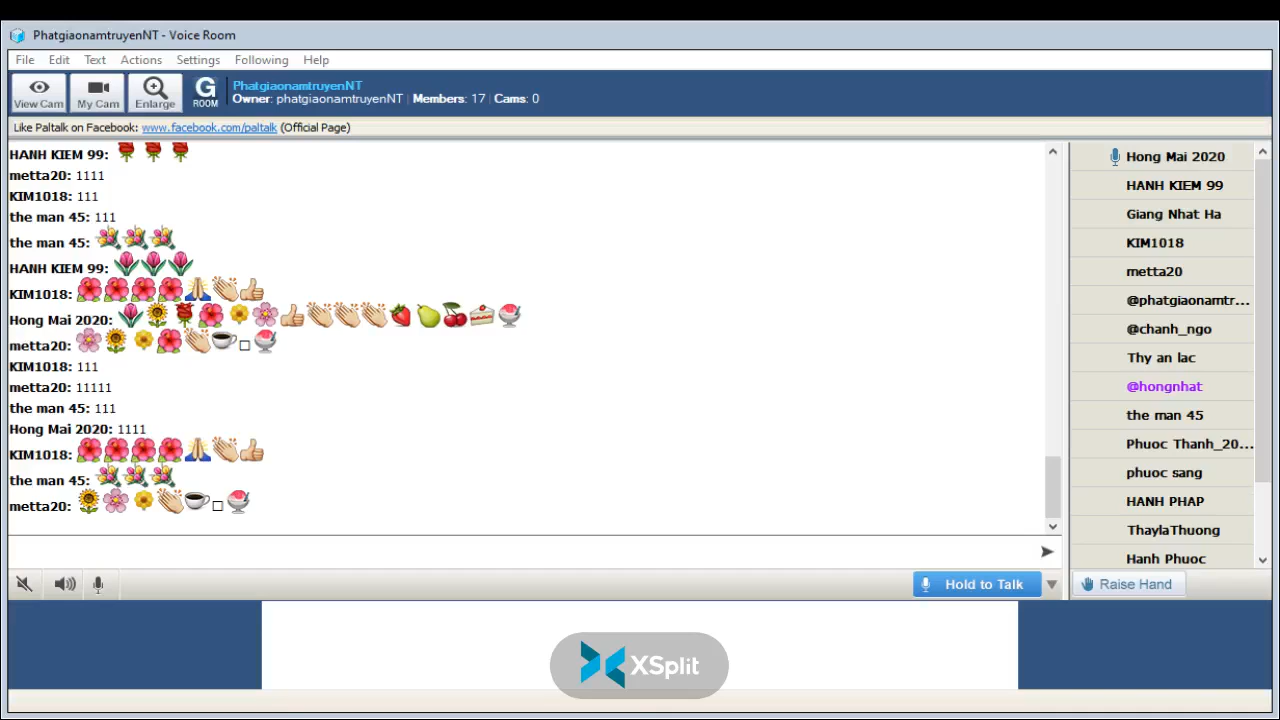 PhatgiaonamtruyenNT - Voice Room
File Edit Text Actions Settings Following Help
View Cam
My Cam
Enlarge
G
ROOM
PhatgiaonamtruyenNT
Owner: phatgiaonamtruyenNT | Members: 17 | Cams: 0
Like Paltalk on Facebook: www.facebook.com/paltalk (Official Page)
HANH KIEM 99: 🌹 🌹 🌹
metta20: 1111
KIM1018: 111
the man 45: 111
the man 45: 💐💐💐
HANH KIEM 99: 🌷🌷🌷
KIM1018: 🌺🌺🌺🌺🙏👏👍
Hong Mai 2020: 🌷🌻🌹🌺🌼🌸👍👏👏👏🍓🍐🍒🍰🍨
metta20: 🌸🌻🌼🌺👏☕□🍨
KIM1018: 111
metta20: 11111
the man 45: 111
Hong Mai 2020: 1111
KIM1018: 🌺🌺🌺🌺🙏👏👍
the man 45: 💐💐💐
metta20: 🌻🌸🌼👏☕□🍨
Hong Mai 2020
HANH KIEM 99
Giang Nhat Ha
KIM1018
metta20
@phatgiaonamtr...
@chanh_ngo
Thy an lac
@hongnhat
the man 45
Phuoc Thanh_20...
phuoc sang
HANH PHAP
ThaylaThuong
Hanh Phuoc
Hold to Talk
Raise Hand
XSplit